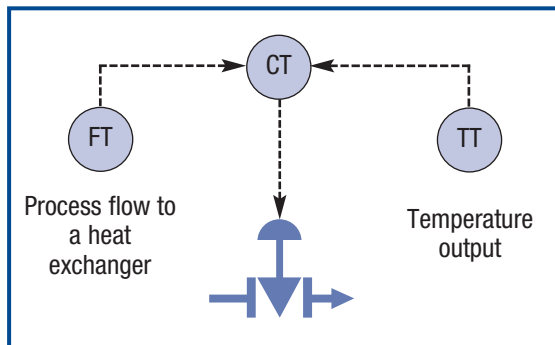 CT
FT
TT
Process flow to
a heat
exchanger
Temperature
output